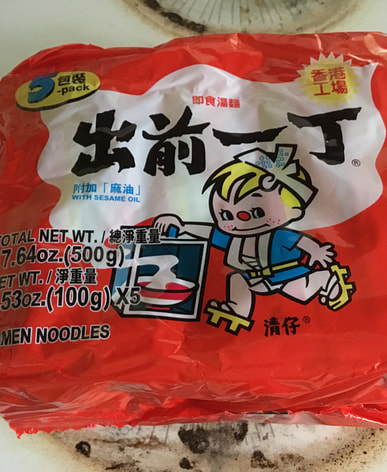 5包裝
-pack
香港
工場
即食湯麵
出前一丁®
附加「麻油」
WITH SESAME OIL
TOTAL NET WT./總淨重量
7.64oz.(500g)
ET WT./淨重量
.53oz.(100g)X5
MEN NOODLES
清仔®